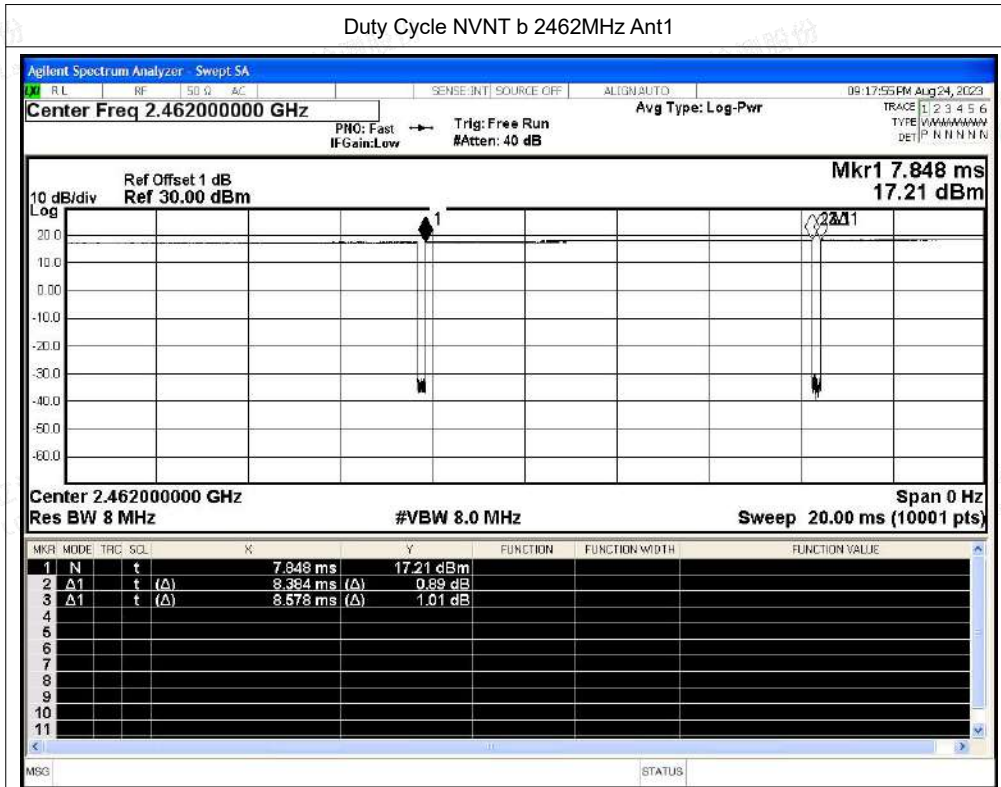 Duty Cycle NVNT b 2462MHz Ant1
Agilent Spectrum Analyzer - Swept SA
RL RF 50 Ω AC SENSE:INT SOURCE OFF ALIGN AUTO 09:17:55 PM Aug 24, 2023
Center Freq 2.462000000 GHz
PNO: Fast
IFGain:Low
Trig: Free Run
#Atten: 40 dB
Avg Type: Log-Pwr
TRACE 1 2 3 4 5 6
TYPE
DET P N N N N N
Mkr1 7.848 ms
17.21 dBm
Ref Offset 1 dB
10 dB/div Ref 30.00 dBm
Log
1
20.0
10.0
0.00
-10.0
-20.0
-30.0
-40.0
-50.0
-60.0
Center 2.462000000 GHz Span 0 Hz
Res BW 8 MHz #VBW 8.0 MHz Sweep 20.00 ms (10001 pts)
MKR MODE TRC SCL X Y FUNCTION FUNCTION WIDTH FUNCTION VALUE
1 N t 7.848 ms 17.21 dBm
2 Δ1 t (Δ) 8.384 ms (Δ) 0.89 dB
3 Δ1 t (Δ) 8.578 ms (Δ) 1.01 dB
4
5
6
7
8
9
10
11
MSG STATUS